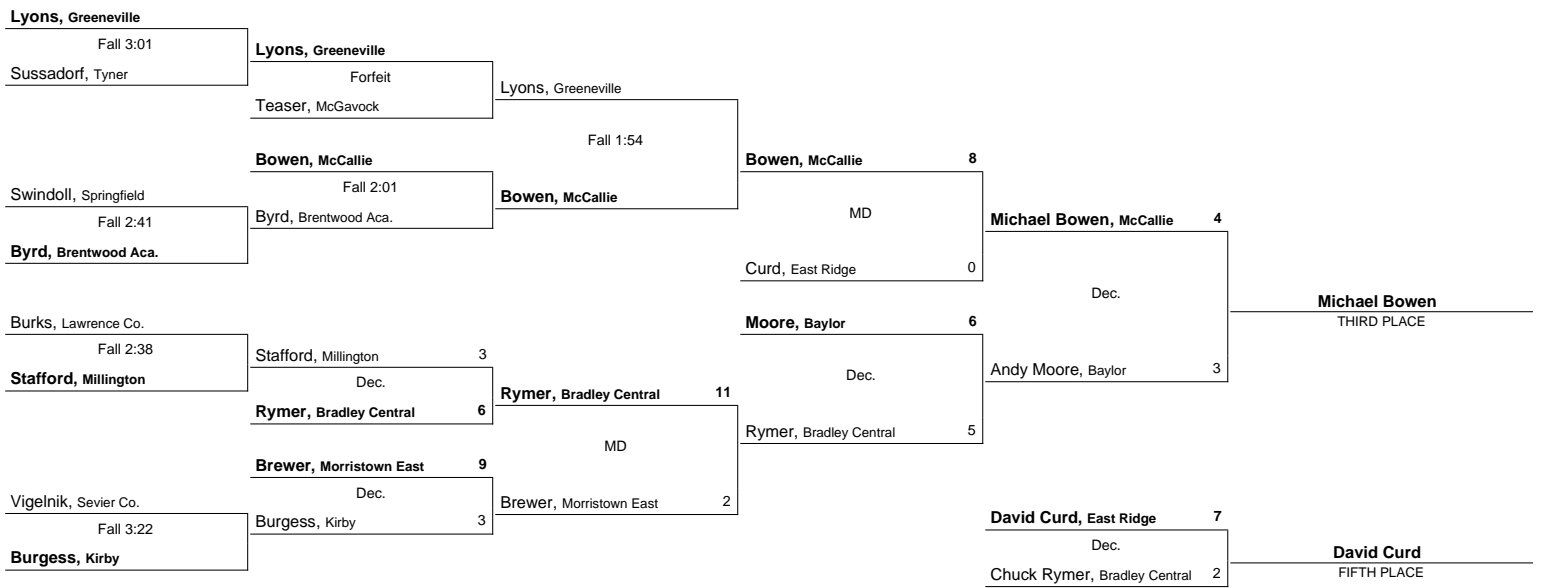 Lyons, Greeneville
Fall 3:01
Sussadorf, Tyner
Swindoll, Springfield
Fall 2:41
Byrd, Brentwood Aca.
Burks, Lawrence Co.
Fall 2:38
Stafford, Millington
Vigelnik, Sevier Co.
Fall 3:22
Burgess, Kirby
Lyons, Greeneville
Forfeit
Teaser, McGavock
Bowen, McCallie
Fall 2:01
Byrd, Brentwood Aca.
Stafford, Millington 3
Dec.
Rymer, Bradley Central 6
Brewer, Morristown East 9
Dec.
Burgess, Kirby 3
Lyons, Greeneville
Fall 1:54
Bowen, McCallie
Rymer, Bradley Central 11
MD
Brewer, Morristown East 2
Bowen, McCallie 8
MD
Curd, East Ridge 0
Moore, Baylor 6
Dec.
Rymer, Bradley Central 5
Michael Bowen, McCallie 4
Dec.
Andy Moore, Baylor 3
Michael Bowen
THIRD PLACE
David Curd, East Ridge 7
Dec.
Chuck Rymer, Bradley Central 2
David Curd
FIFTH PLACE